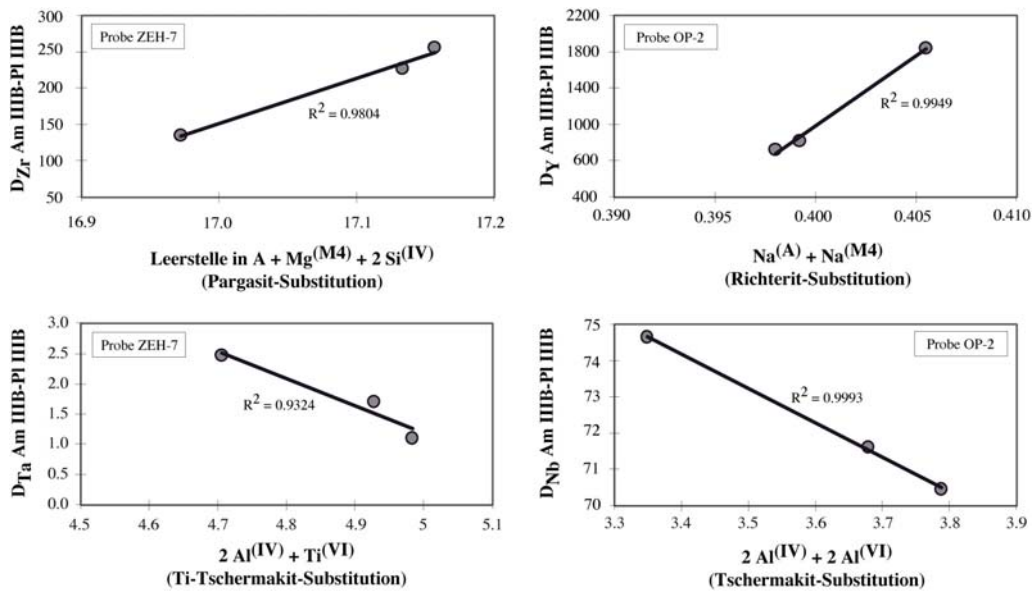 300
250
200
150
100
50
D_Zr Am IIIB-Pl IIIB
Probe ZEH-7
R² = 0.9804
16.9 17.0 17.1 17.2
Leerstelle in A + Mg^(M4) + 2 Si^(IV)
(Pargasit-Substitution)
2200
1800
1400
1000
600
400
D_Y Am IIIB-Pl IIIB
Probe OP-2
R² = 0.9949
0.390 0.395 0.400 0.405 0.410
Na^(A) + Na^(M4)
(Richterit-Substitution)
3.0
2.5
2.0
1.5
1.0
0.5
0.0
D_Ta Am IIIB-Pl IIIB
Probe ZEH-7
R² = 0.9324
4.5 4.6 4.7 4.8 4.9 5 5.1
2 Al^(IV) + Ti^(VI)
(Ti-Tschermakit-Substitution)
75
74
73
72
71
70
D_Nb Am IIIB-Pl IIIB
Probe OP-2
R² = 0.9993
3.3 3.4 3.5 3.6 3.7 3.8 3.9
2 Al^(IV) + 2 Al^(VI)
(Tschermakit-Substitution)